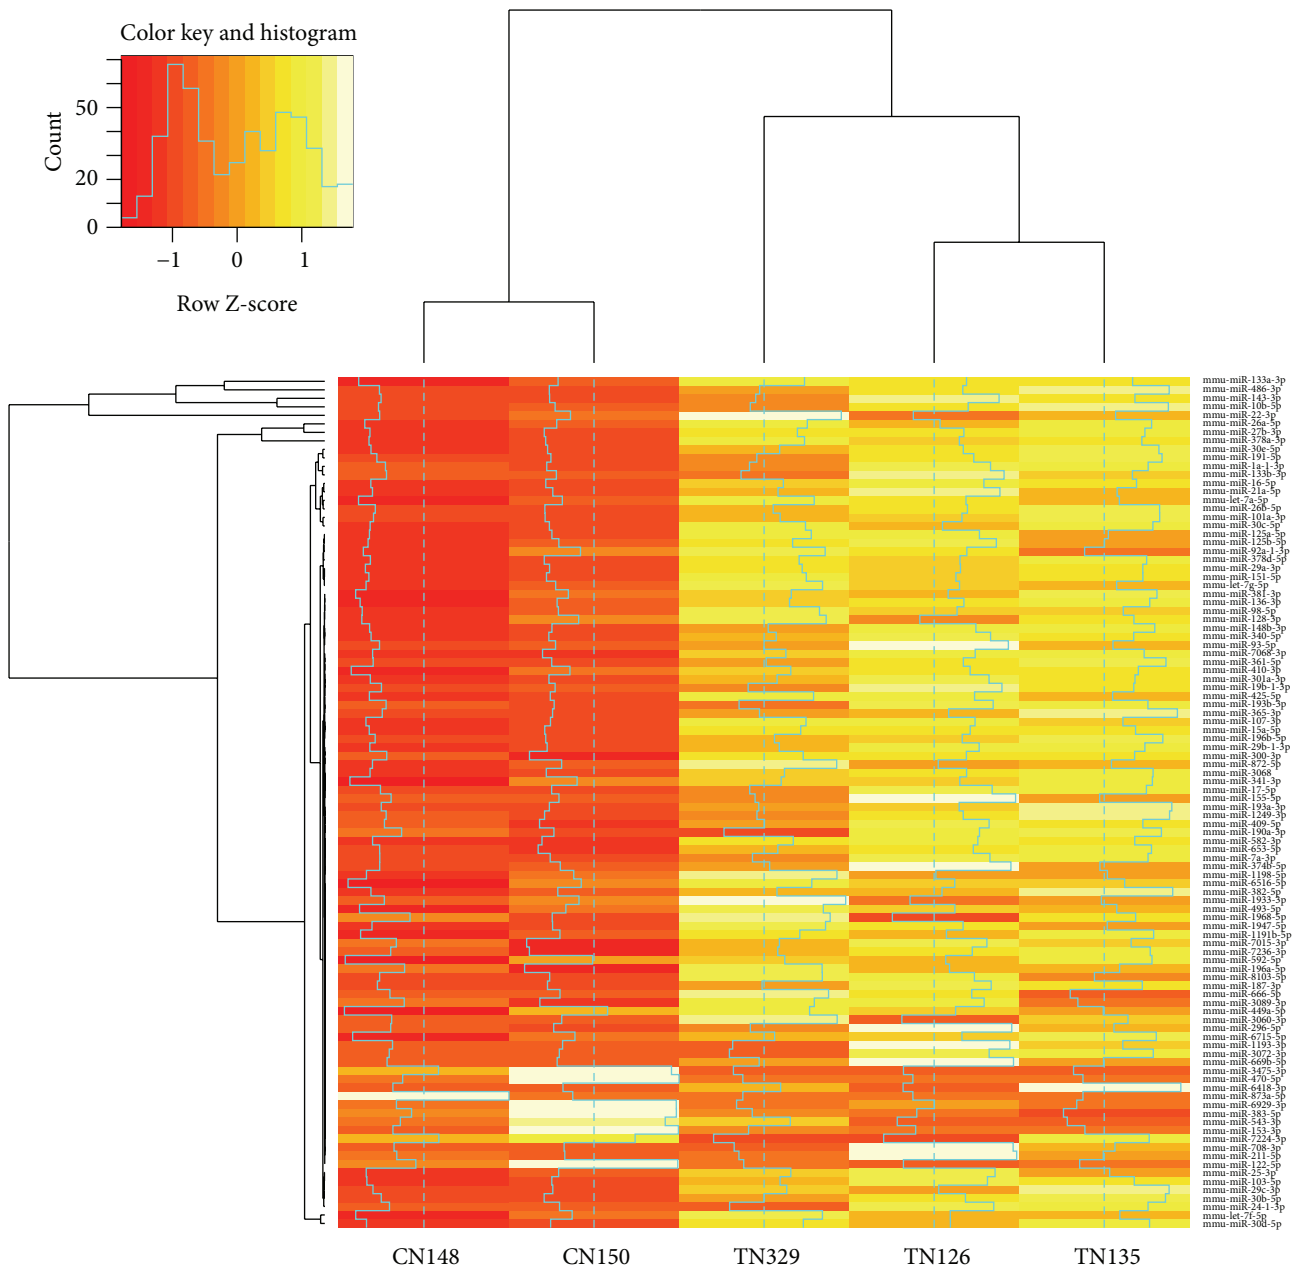 Color key and histogram
50
20
0
Count
−1 0 1
Row Z-score
mmu-miR-133a-3p
mmu-miR-486-3p
mmu-miR-143-3p
mmu-miR-10b-5p
mmu-miR-22-3p
mmu-miR-26a-5p
mmu-miR-27b-3p
mmu-miR-378a-3p
mmu-miR-30e-5p
mmu-miR-191-5p
mmu-miR-1a-1-3p
mmu-miR-133b-3p
mmu-miR-16-5p
mmu-miR-21a-5p
mmu-let-7a-5p
mmu-miR-26b-5p
mmu-miR-101a-3p
mmu-miR-30c-5p
mmu-miR-125a-5p
mmu-miR-125b-5p
mmu-miR-92a-1-3p
mmu-miR-378d-5p
mmu-miR-29a-3p
mmu-miR-151-5p
mmu-let-7g-5p
mmu-miR-381-3p
mmu-miR-136-3p
mmu-miR-98-5p
mmu-miR-128-3p
mmu-miR-148b-3p
mmu-miR-340-5p
mmu-miR-93-5p
mmu-miR-7068-3p
mmu-miR-361-5p
mmu-miR-410-3p
mmu-miR-301a-3p
mmu-miR-19b-1-3p
mmu-miR-425-5p
mmu-miR-193b-3p
mmu-miR-365-3p
mmu-miR-107-3p
mmu-miR-15a-5p
mmu-miR-196b-5p
mmu-miR-29b-1-3p
mmu-miR-300-3p
mmu-miR-872-5p
mmu-miR-3068
mmu-miR-341-3p
mmu-miR-17-5p
mmu-miR-155-5p
mmu-miR-193a-3p
mmu-miR-1249-3p
mmu-miR-409-5p
mmu-miR-190a-3p
mmu-miR-582-3p
mmu-miR-653-5p
mmu-miR-7a-3p
mmu-miR-374b-5p
mmu-miR-1198-5p
mmu-miR-6516-5p
mmu-miR-382-5p
mmu-miR-1933-3p
mmu-miR-493-5p
mmu-miR-1968-5p
mmu-miR-1947-5p
mmu-miR-1191b-5p
mmu-miR-7015-3p
mmu-miR-7236-3p
mmu-miR-592-5p
mmu-miR-196a-5p
mmu-miR-8103-5p
mmu-miR-187-3p
mmu-miR-666-5p
mmu-miR-3089-3p
mmu-miR-449a-5p
mmu-miR-3060-3p
mmu-miR-296-5p
mmu-miR-6715-5p
mmu-miR-1193-3p
mmu-miR-3072-3p
mmu-miR-669b-5p
mmu-miR-3475-3p
mmu-miR-470-5p
mmu-miR-6418-3p
mmu-miR-873a-5p
mmu-miR-6929-3p
mmu-miR-383-5p
mmu-miR-543-3p
mmu-miR-153-3p
mmu-miR-7224-3p
mmu-miR-708-3p
mmu-miR-211-5p
mmu-miR-122-5p
mmu-miR-25-3p
mmu-miR-103-5p
mmu-miR-29c-3p
mmu-miR-30b-5p
mmu-miR-24-1-3p
mmu-let-7f-5p
mmu-miR-30d-5p
CN148 CN150 TN329 TN126 TN135